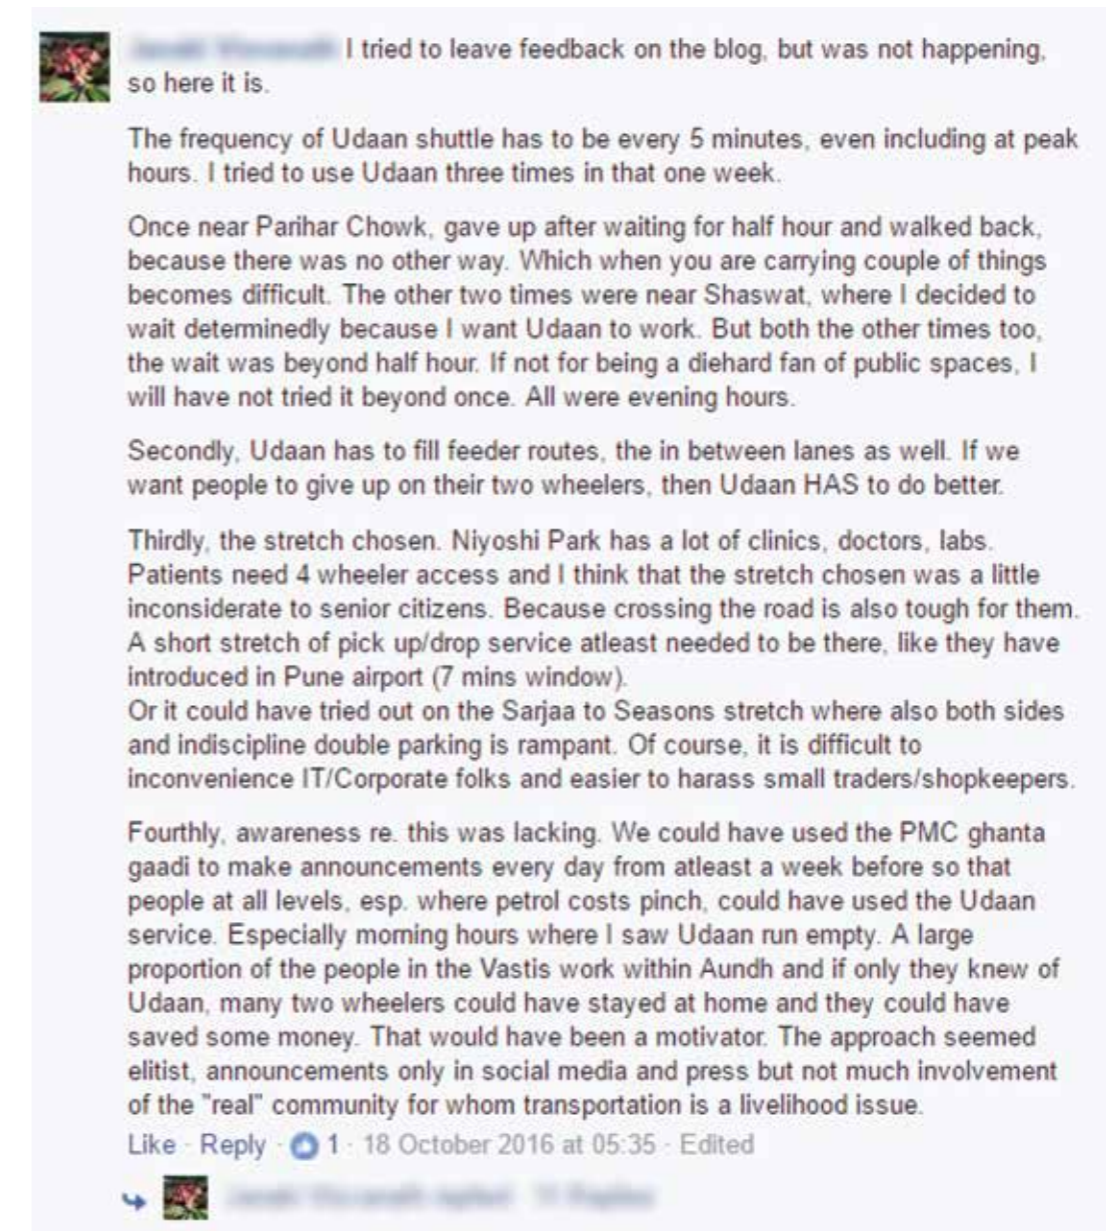 I tried to leave feedback on the blog, but was not happening,
so here it is.
The frequency of Udaan shuttle has to be every 5 minutes, even including at peak
hours. I tried to use Udaan three times in that one week.
Once near Parihar Chowk, gave up after waiting for half hour and walked back,
because there was no other way. Which when you are carrying couple of things
becomes difficult. The other two times were near Shaswat, where I decided to
wait determinedly because I want Udaan to work. But both the other times too,
the wait was beyond half hour. If not for being a diehard fan of public spaces, I
will have not tried it beyond once. All were evening hours.
Secondly, Udaan has to fill feeder routes, the in between lanes as well. If we
want people to give up on their two wheelers, then Udaan HAS to do better.
Thirdly, the stretch chosen. Niyoshi Park has a lot of clinics, doctors, labs.
Patients need 4 wheeler access and I think that the stretch chosen was a little
inconsiderate to senior citizens. Because crossing the road is also tough for them.
A short stretch of pick up/drop service atleast needed to be there, like they have
introduced in Pune airport (7 mins window).
Or it could have tried out on the Sarjaa to Seasons stretch where also both sides
and indiscipline double parking is rampant. Of course, it is difficult to
inconvenience IT/Corporate folks and easier to harass small traders/shopkeepers.
Fourthly, awareness re. this was lacking. We could have used the PMC ghanta
gaadi to make announcements every day from atleast a week before so that
people at all levels, esp. where petrol costs pinch, could have used the Udaan
service. Especially morning hours where I saw Udaan run empty. A large
proportion of the people in the Vastis work within Aundh and if only they knew of
Udaan, many two wheelers could have stayed at home and they could have
saved some money. That would have been a motivator. The approach seemed
elitist, announcements only in social media and press but not much involvement
of the "real" community for whom transportation is a livelihood issue.
Like · Reply · 1 · 18 October 2016 at 05:35 · Edited